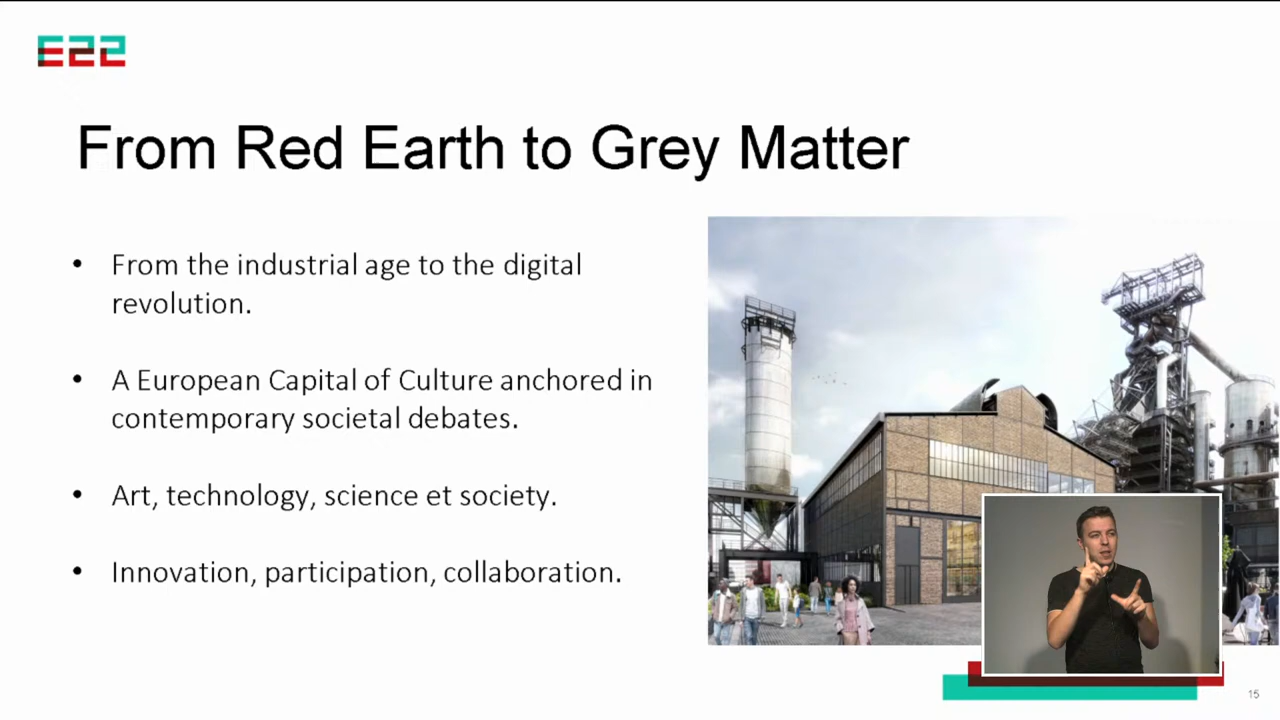 E22
From Red Earth to Grey Matter
• From the industrial age to the digital
revolution.
• A European Capital of Culture anchored in
contemporary societal debates.
• Art, technology, science et society.
• Innovation, participation, collaboration.
15